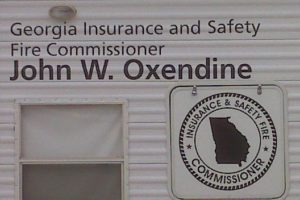 Georgia Insurance and Safety
Fire Commissioner
John W. Oxendine
INSURANCE & SAFETY FIRE
COMMISSIONER